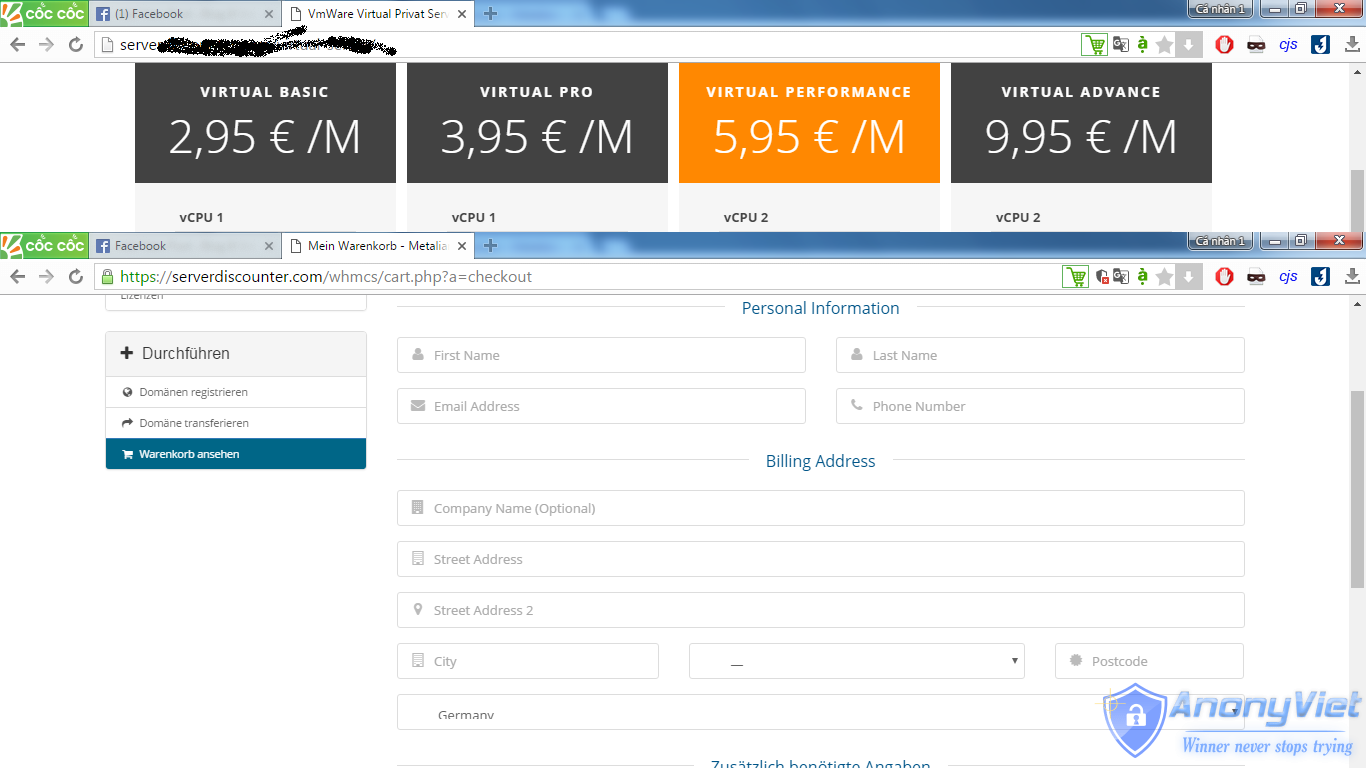 cốc cốc
(1) Facebook
VmWare Virtual Privat Ser
Cá nhân 1
serve
cjs
VIRTUAL BASIC
2,95 € /M
VIRTUAL PRO
3,95 € /M
VIRTUAL PERFORMANCE
5,95 € /M
VIRTUAL ADVANCE
9,95 € /M
vCPU 1
vCPU 1
vCPU 2
vCPU 2
cốc cốc
Facebook
Mein Warenkorb - Metalia
Cá nhân 1
https://serverdiscounter.com/whmcs/cart.php?a=checkout
cjs
Lizenzen
Durchführen
Domänen registrieren
Domäne transferieren
Warenkorb ansehen
Personal Information
First Name
Last Name
Email Address
Phone Number
Billing Address
Company Name (Optional)
Street Address
Street Address 2
City
—
Postcode
Germany
Zusätzlich benötigte Angaben
AnonyViet
Winner never stops trying